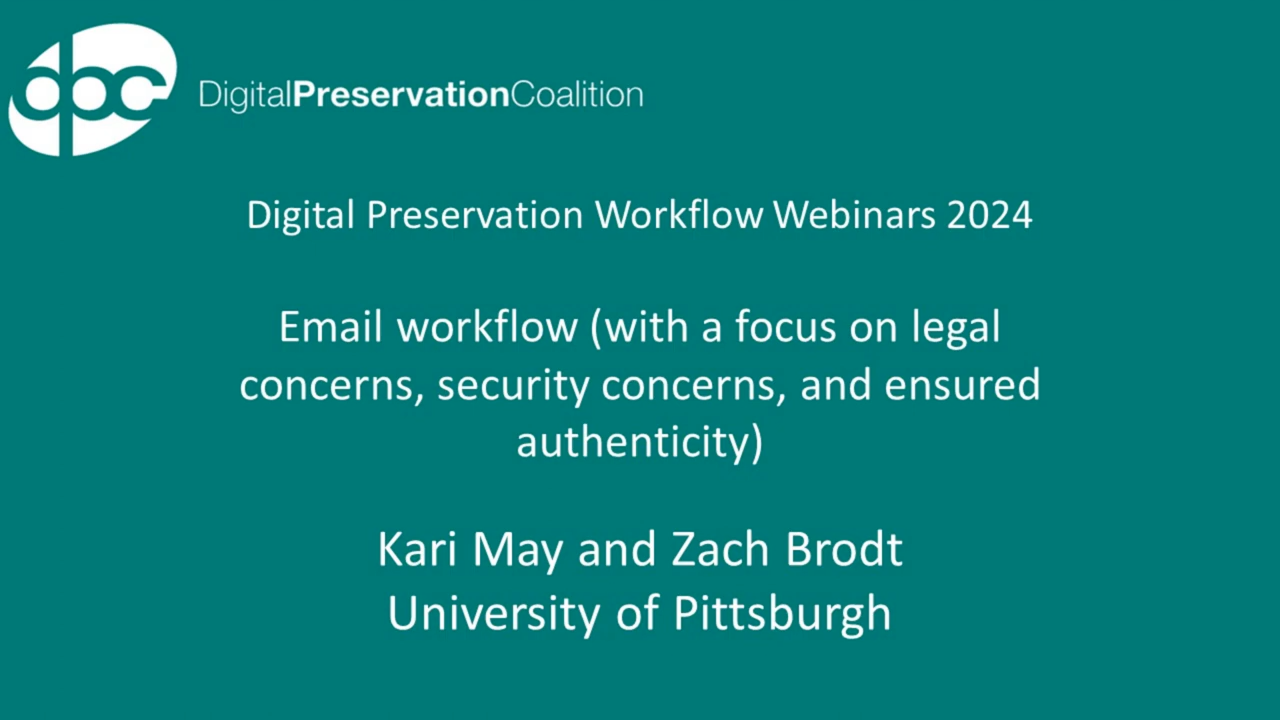 dpc DigitalPreservationCoalition
Digital Preservation Workflow Webinars 2024
Email workflow (with a focus on legal
concerns, security concerns, and ensured
authenticity)
Kari May and Zach Brodt
University of Pittsburgh